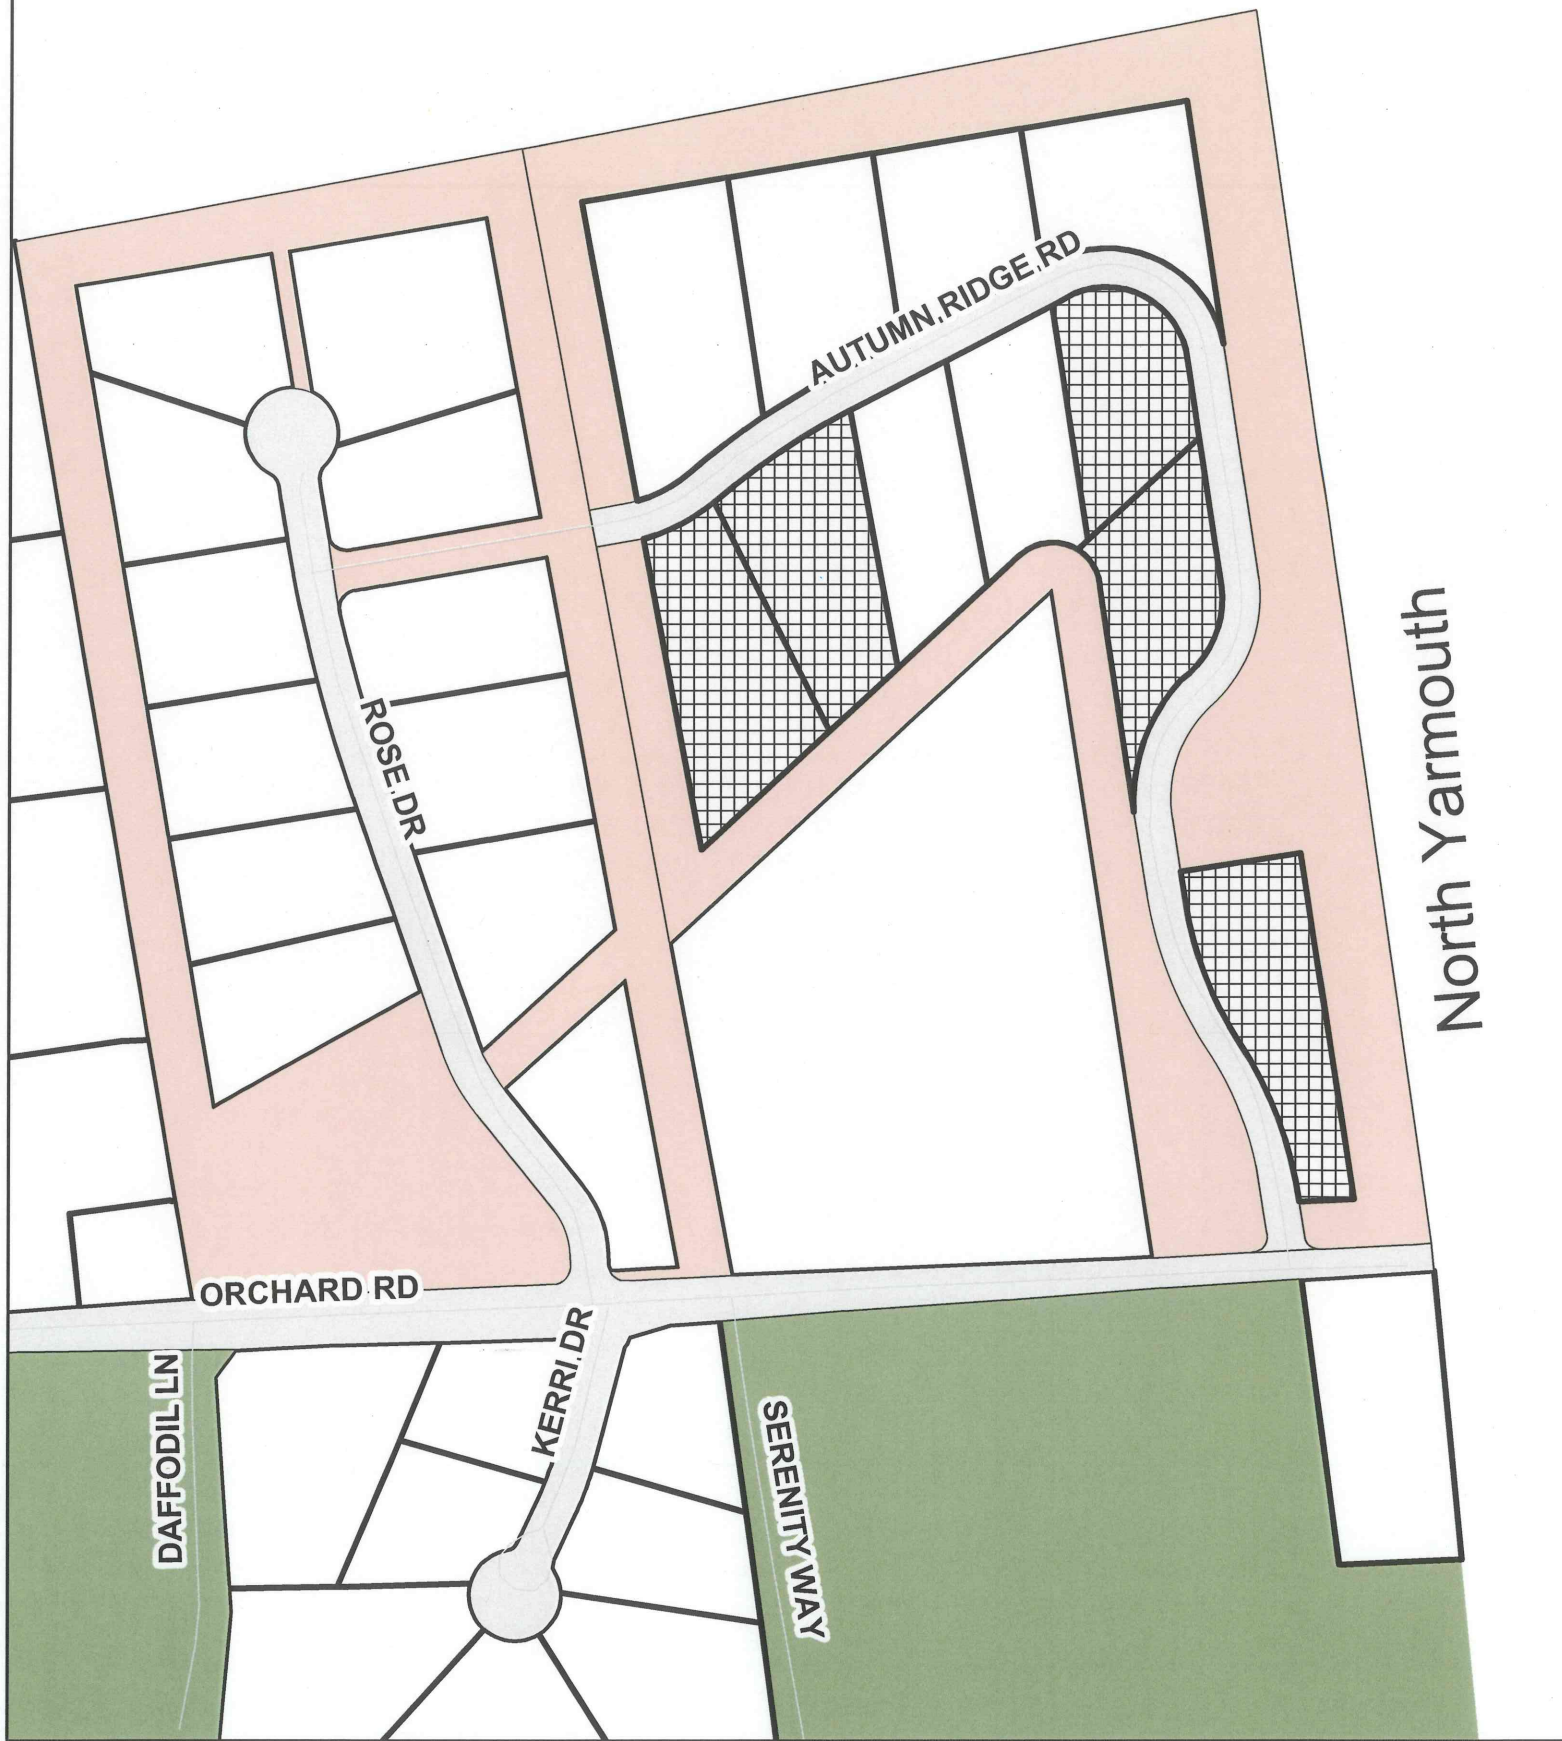 AUTUMN RIDGE RD
ROSE DR
North Yarmouth
ORCHARD RD
KERRI DR
DAFFODIL LN
SERENITY WAY